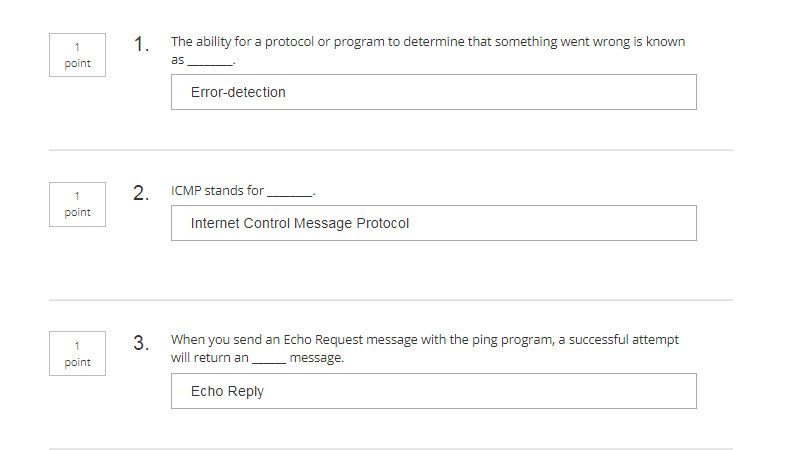 1
point
1. The ability for a protocol or program to determine that something went wrong is known
as _______.
Error-detection
1
point
2. ICMP stands for _______.
Internet Control Message Protocol
1
point
3. When you send an Echo Request message with the ping program, a successful attempt
will return an _____ message.
Echo Reply